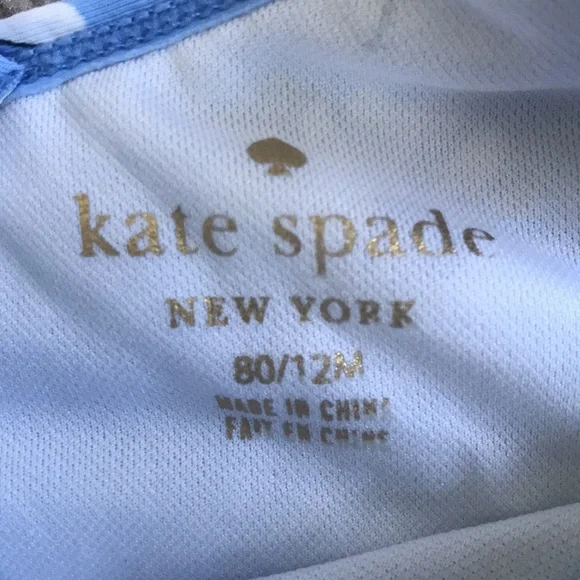 kate spade
NEW YORK
80/12M
MADE IN CHINA
FAIT EN CHINE